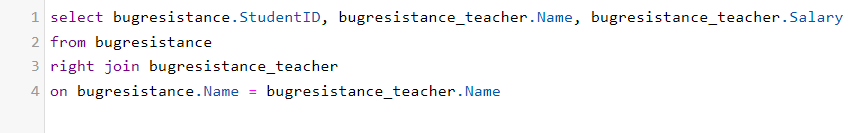 1 select bugresistance.StudentID, bugresistance_teacher.Name, bugresistance_teacher.Salary
2 from bugresistance
3 right join bugresistance_teacher
4 on bugresistance.Name = bugresistance_teacher.Name